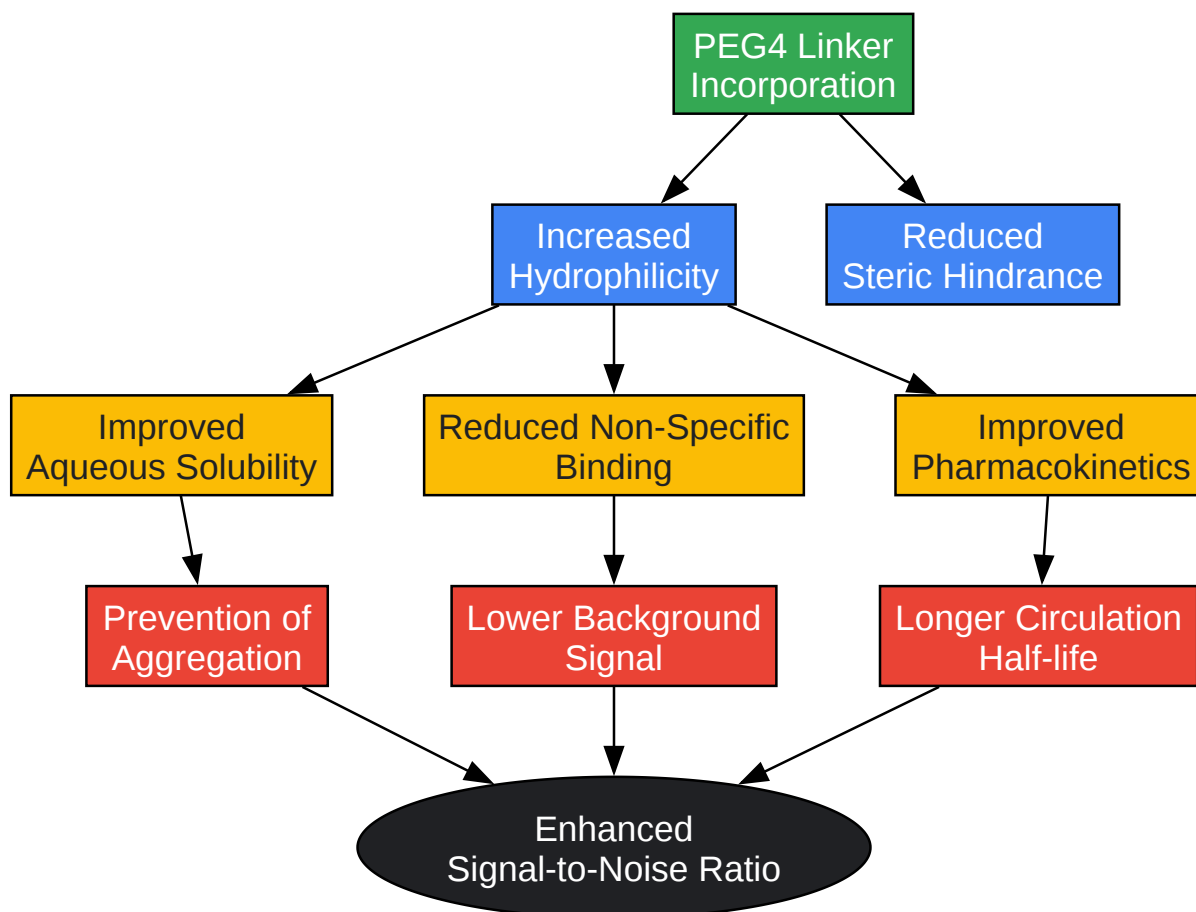 PEG4 Linker
Incorporation
Increased
Hydrophilicity
Reduced
Steric Hindrance
Improved
Aqueous Solubility
Reduced Non-Specific
Binding
Improved
Pharmacokinetics
Prevention of
Aggregation
Lower Background
Signal
Longer Circulation
Half-life
Enhanced
Signal-to-Noise Ratio